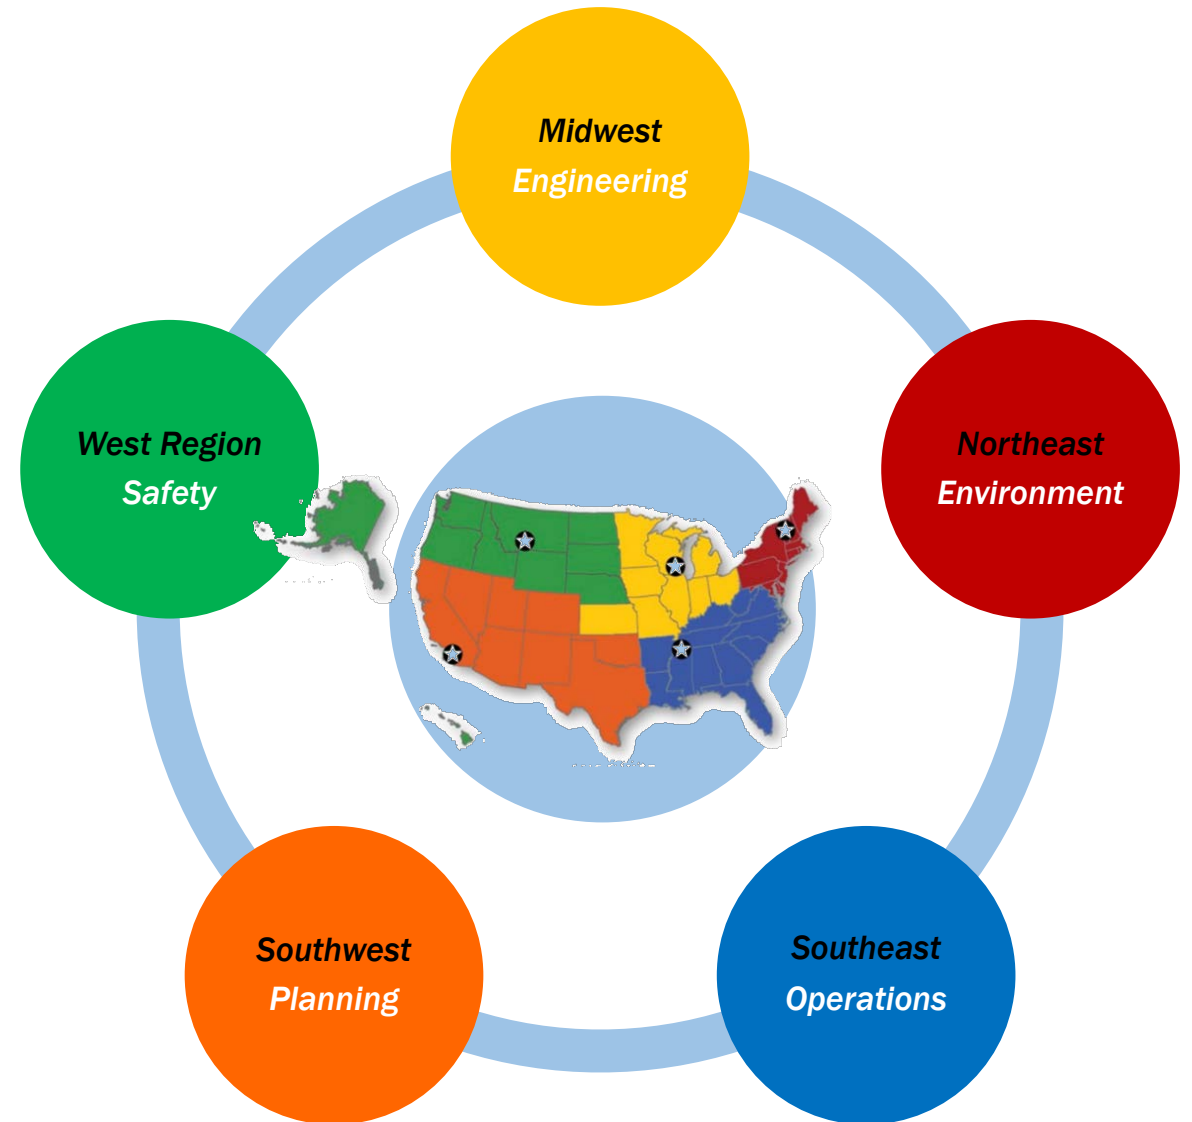 Midwest
Engineering
West Region
Safety
Northeast
Environment
Southwest
Planning
Southeast
Operations